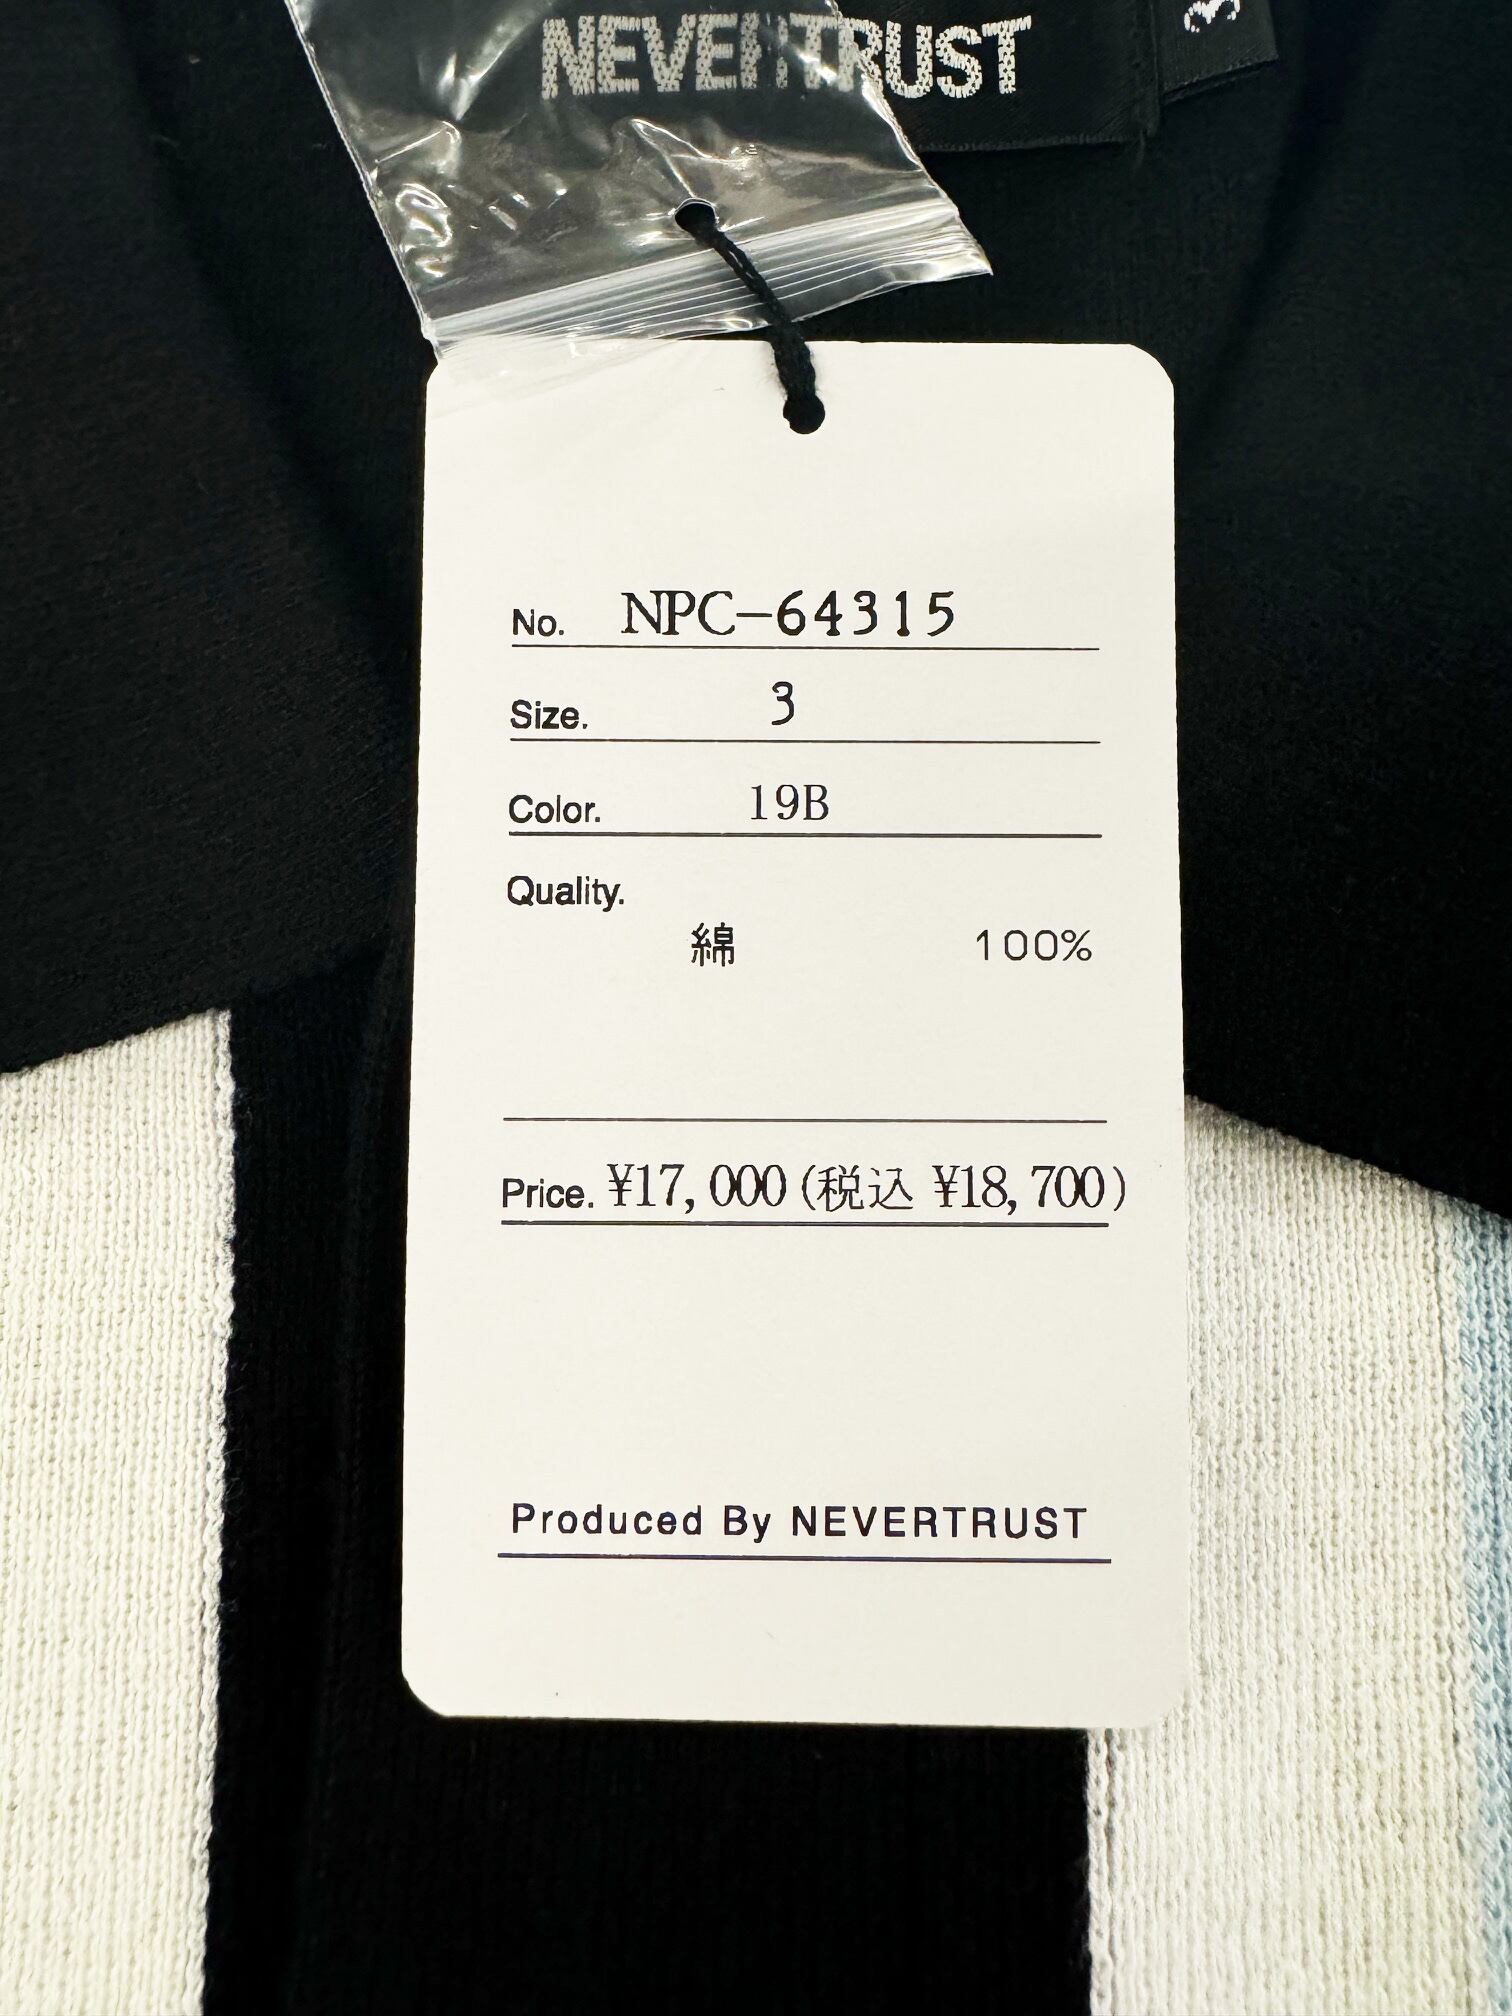 NEVERTRUST
3
No. NPC-64315
Size. 3
Color. 19B
Quality.
綿 100%
Price. ¥17,000(税込 ¥18,700)
Produced By NEVERTRUST